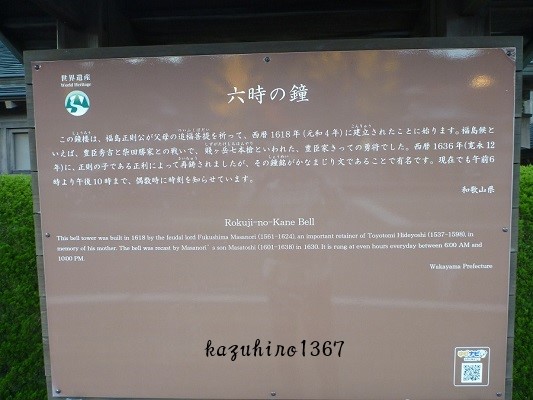 世界遺産
World Heritage
六時の鐘
この鐘楼は、福島正則公が父母の追福菩提を祈って、西暦1618年(元和4年)に建立されたことに始ります。福島候と
いえば、豊臣秀吉と柴田勝家との戦いで、賤ヶ岳七本槍といわれた、豊臣家きっての勇将でした。西暦1636年(寛永12
年)に、正則の子である正利によって再鋳されましたが、その鐘銘がかなまじり文であることで有名です。現在でも午前6
時より午後10時まで、偶数時に時刻を知らせています。
和歌山県
Rokuji-no-Kane Bell
This bell tower was built in 1618 by the feudal lord Fukushima Masanori (1561-1624), an important retainer of Toyotomi Hideyoshi (1537-1598), in
memory of his mother. The bell was recast by Masanori's son Masatoshi (1601-1638) in 1630. It is rung at even hours everyday between 6:00 AM and
10:00 PM.
Wakayama Prefecture
kazuhiro1367